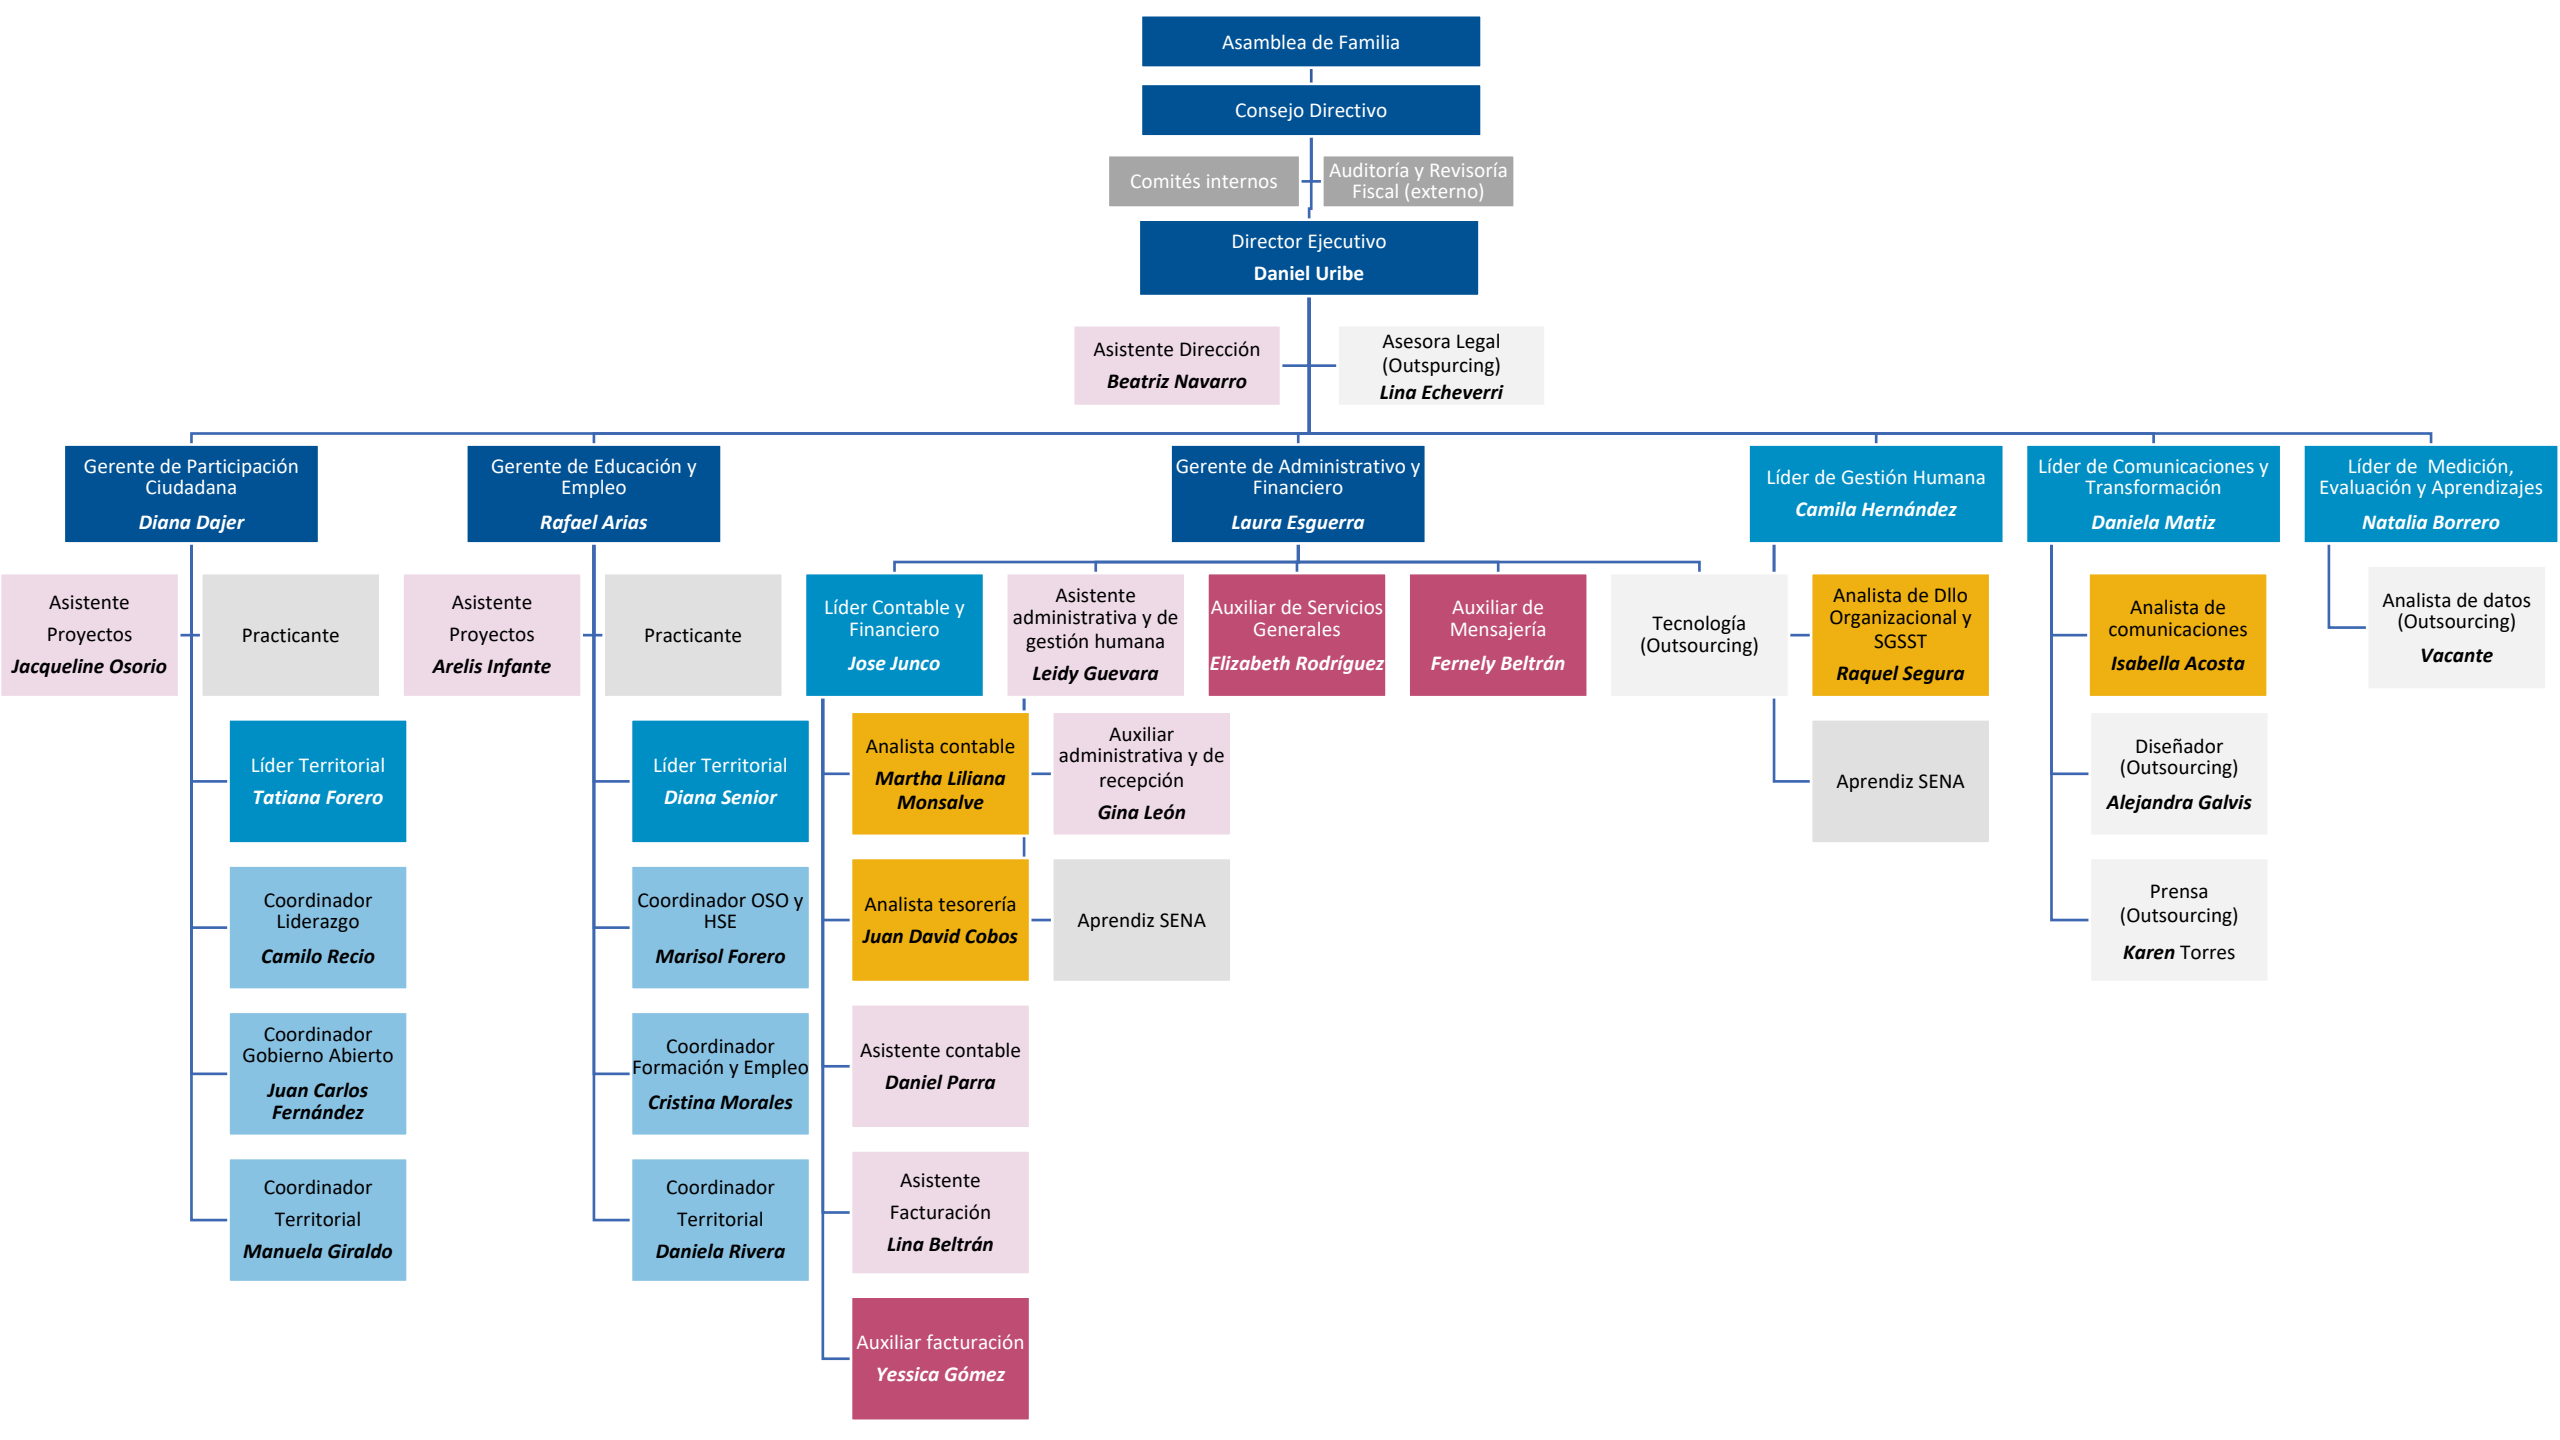 Asamblea de Familia
Consejo Directivo
Comités internos
Auditoría y Revisoría
Fiscal (externo)
Director Ejecutivo
Daniel Uribe
Asistente Dirección
Beatriz Navarro
Asesora Legal
(Outspurcing)
Lina Echeverri
Gerente de Participación
Ciudadana
Diana Dajer
Gerente de Educación y
Empleo
Rafael Arias
Gerente de Administrativo y
Financiero
Laura Esguerra
Líder de Gestión Humana
Camila Hernández
Líder de Comunicaciones y
Transformación
Daniela Matiz
Líder de  Medición,
Evaluación y Aprendizajes
Natalia Borrero
Asistente
Proyectos
Jacqueline Osorio
Practicante
Asistente
Proyectos
Arelis Infante
Practicante
Líder Contable y
Financiero
Jose Junco
Asistente
administrativa y de
gestión humana
Leidy Guevara
Auxiliar de Servicios
Generales
Elizabeth Rodríguez
Auxiliar de
Mensajería
Fernely Beltrán
Tecnología
(Outsourcing)
Analista de Dllo
Organizacional y
SGSST
Raquel Segura
Analista de
comunicaciones
Isabella Acosta
Analista de datos
(Outsourcing)
Vacante
Líder Territorial
Tatiana Forero
Líder Territorial
Diana Senior
Analista contable
Martha Liliana
Monsalve
Auxiliar
administrativa y de
recepción
Gina León
Aprendiz SENA
Diseñador
(Outsourcing)
Alejandra Galvis
Coordinador
Liderazgo
Camilo Recio
Coordinador OSO y
HSE
Marisol Forero
Analista tesorería
Juan David Cobos
Aprendiz SENA
Prensa
(Outsourcing)
Karen Torres
Coordinador
Gobierno Abierto
Juan Carlos
Fernández
Coordinador
Formación y Empleo
Cristina Morales
Asistente contable
Daniel Parra
Coordinador
Territorial
Manuela Giraldo
Coordinador
Territorial
Daniela Rivera
Asistente
Facturación
Lina Beltrán
Auxiliar facturación
Yessica Gómez